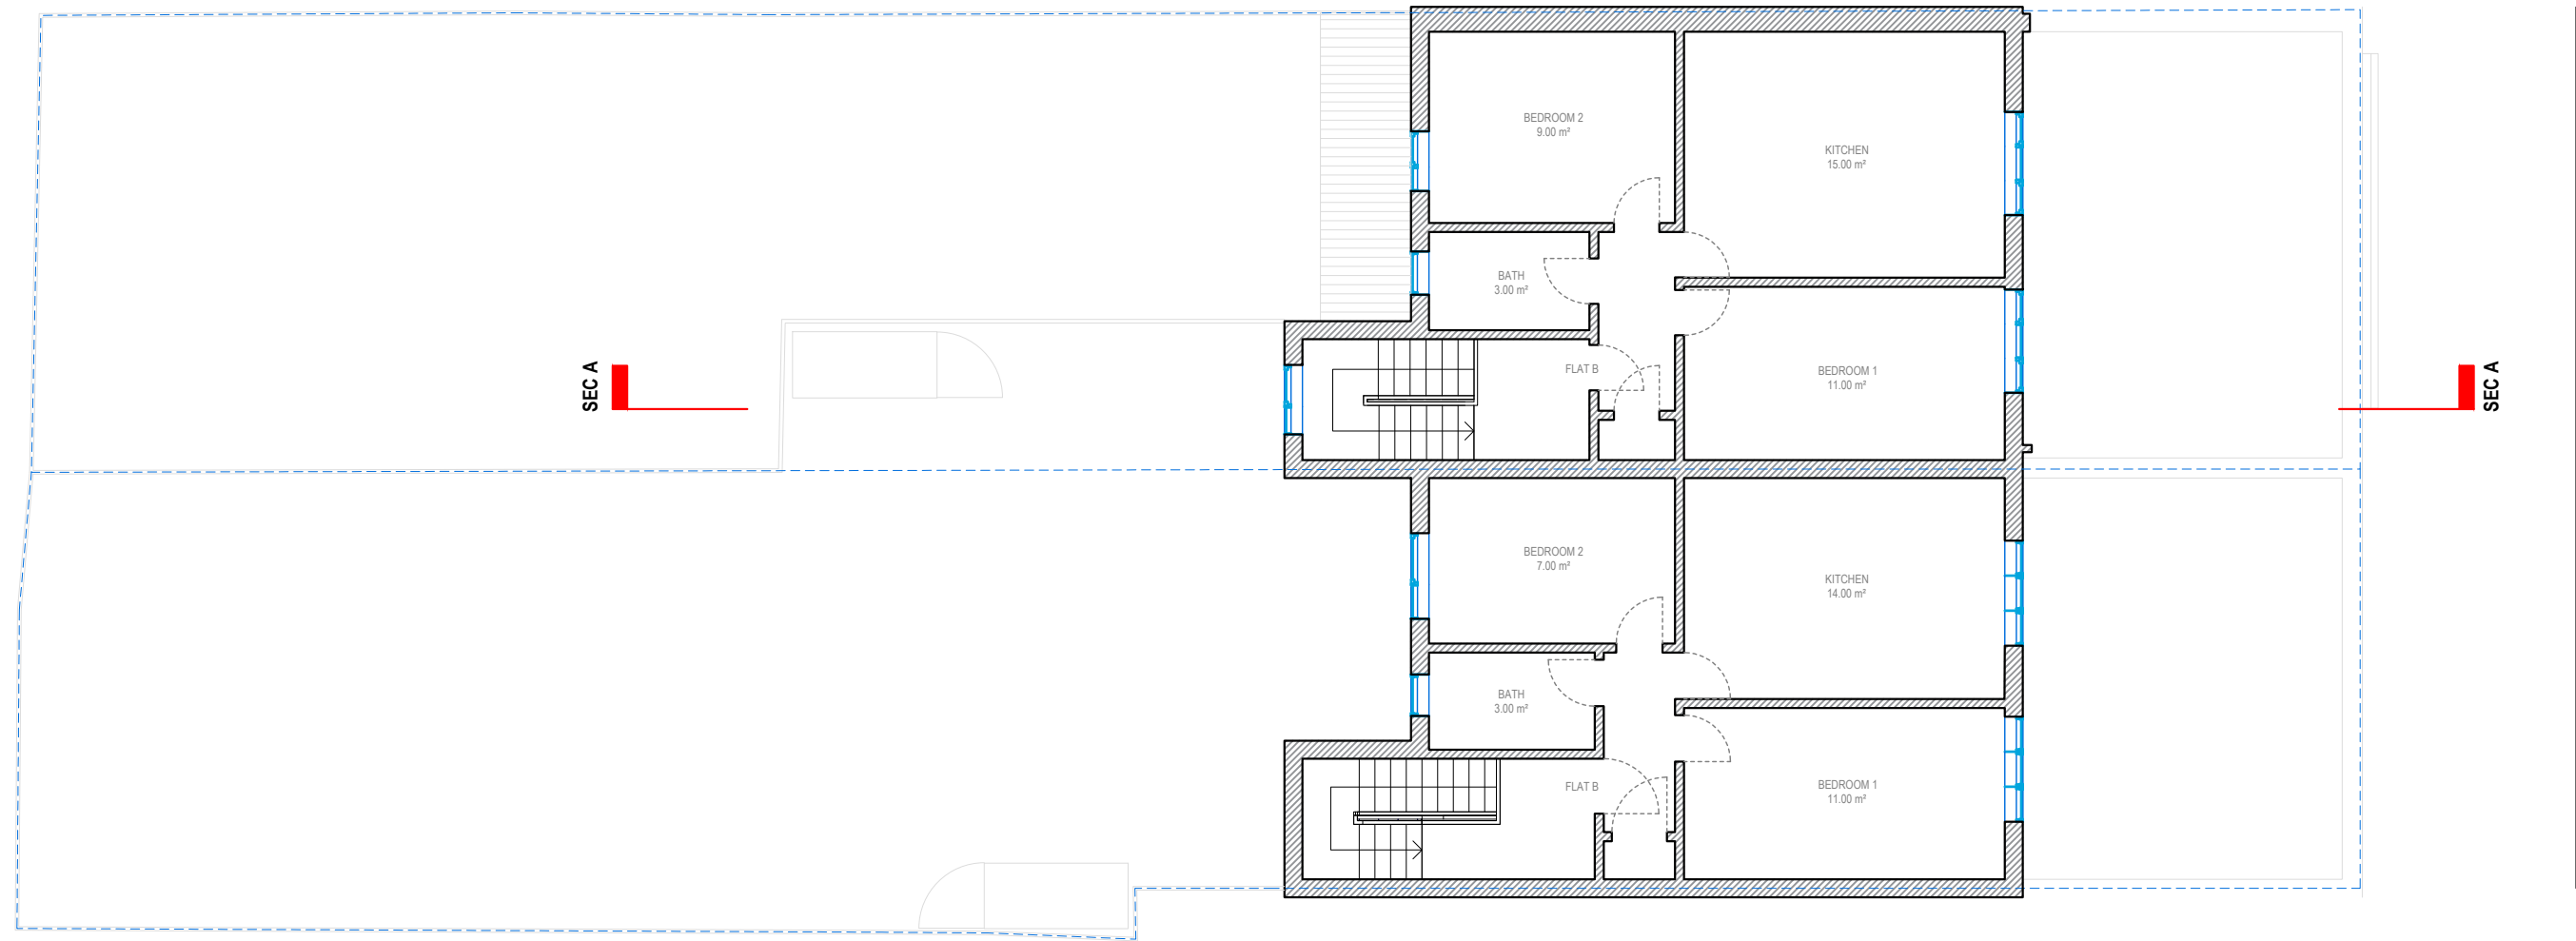 BEDROOM 2
9.00 m²
KITCHEN
15.00 m²
BATH
3.00 m²
FLAT B
BEDROOM 1
11.00 m²
SEC A
SEC A
BEDROOM 2
7.00 m²
KITCHEN
14.00 m²
BATH
3.00 m²
FLAT B
BEDROOM 1
11.00 m²